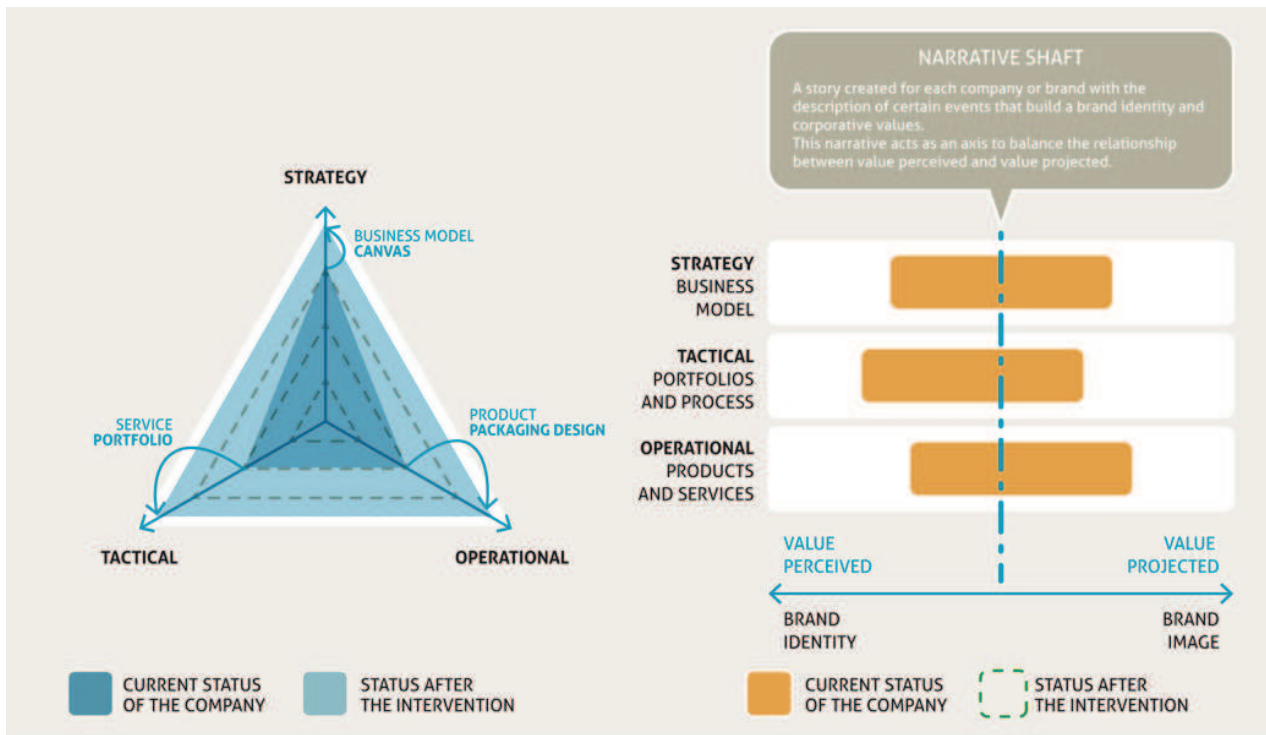 STRATEGY
BUSINESS MODEL
CANVAS
SERVICE
PORTFOLIO
PRODUCT
PACKAGING DESIGN
TACTICAL
OPERATIONAL
CURRENT STATUS
OF THE COMPANY
STATUS AFTER
THE INTERVENTION
NARRATIVE SHAFT
A story created for each company or brand with the
description of certain events that build a brand identity and
corporative values.
This narrative acts as an axis to balance the relationship
between value perceived and value projected.
STRATEGY
BUSINESS
MODEL
TACTICAL
PORTFOLIOS
AND PROCESS
OPERATIONAL
PRODUCTS
AND SERVICES
VALUE
PERCEIVED
VALUE
PROJECTED
BRAND
IDENTITY
BRAND
IMAGE
CURRENT STATUS
OF THE COMPANY
STATUS AFTER
THE INTERVENTION